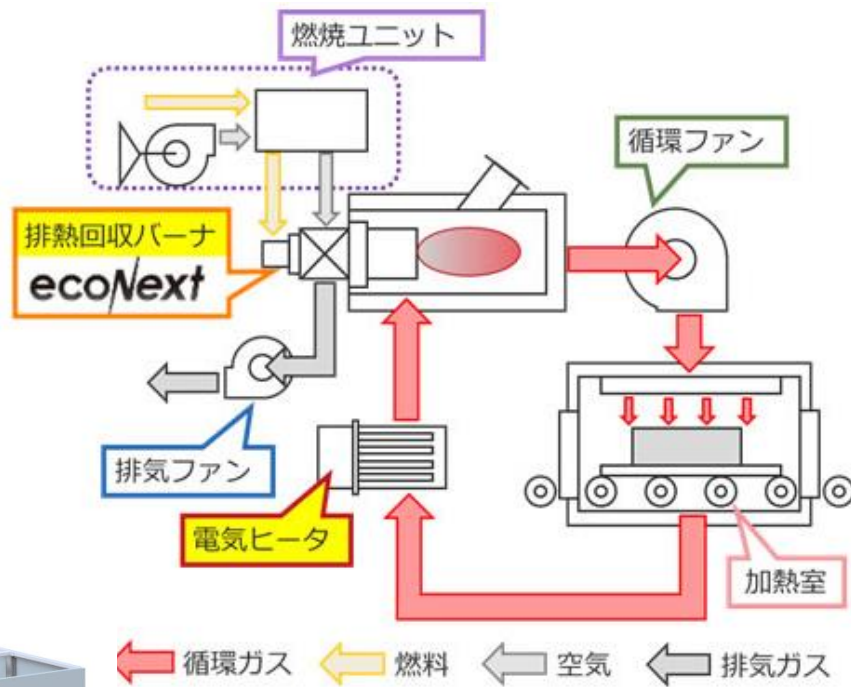 燃焼ユニット
循環ファン
排熱回収バーナ
ecoNext
排気ファン
電気ヒータ
加熱室
循環ガス
燃料
空気
排気ガス